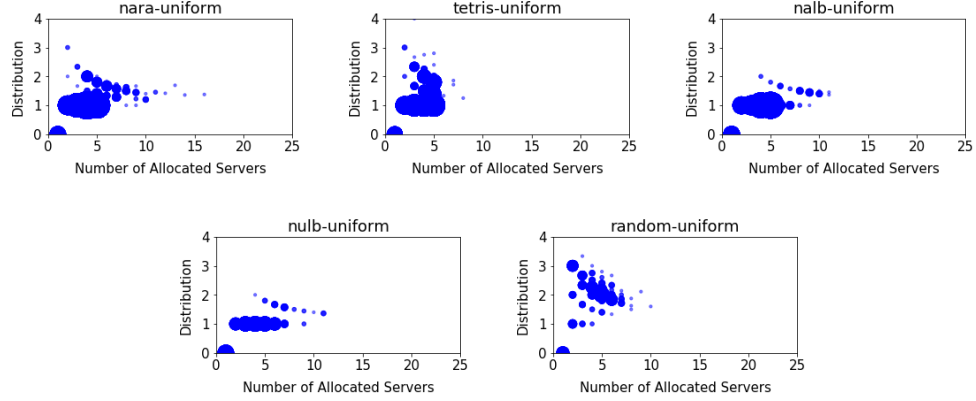 nara-uniform
4
3
2
1
0
Distribution
0 5 10 15 20 25
Number of Allocated Servers
tetris-uniform
4
3
2
1
0
Distribution
0 5 10 15 20 25
Number of Allocated Servers
nalb-uniform
4
3
2
1
0
Distribution
0 5 10 15 20 25
Number of Allocated Servers
nulb-uniform
4
3
2
1
0
Distribution
0 5 10 15 20 25
Number of Allocated Servers
random-uniform
4
3
2
1
0
Distribution
0 5 10 15 20 25
Number of Allocated Servers